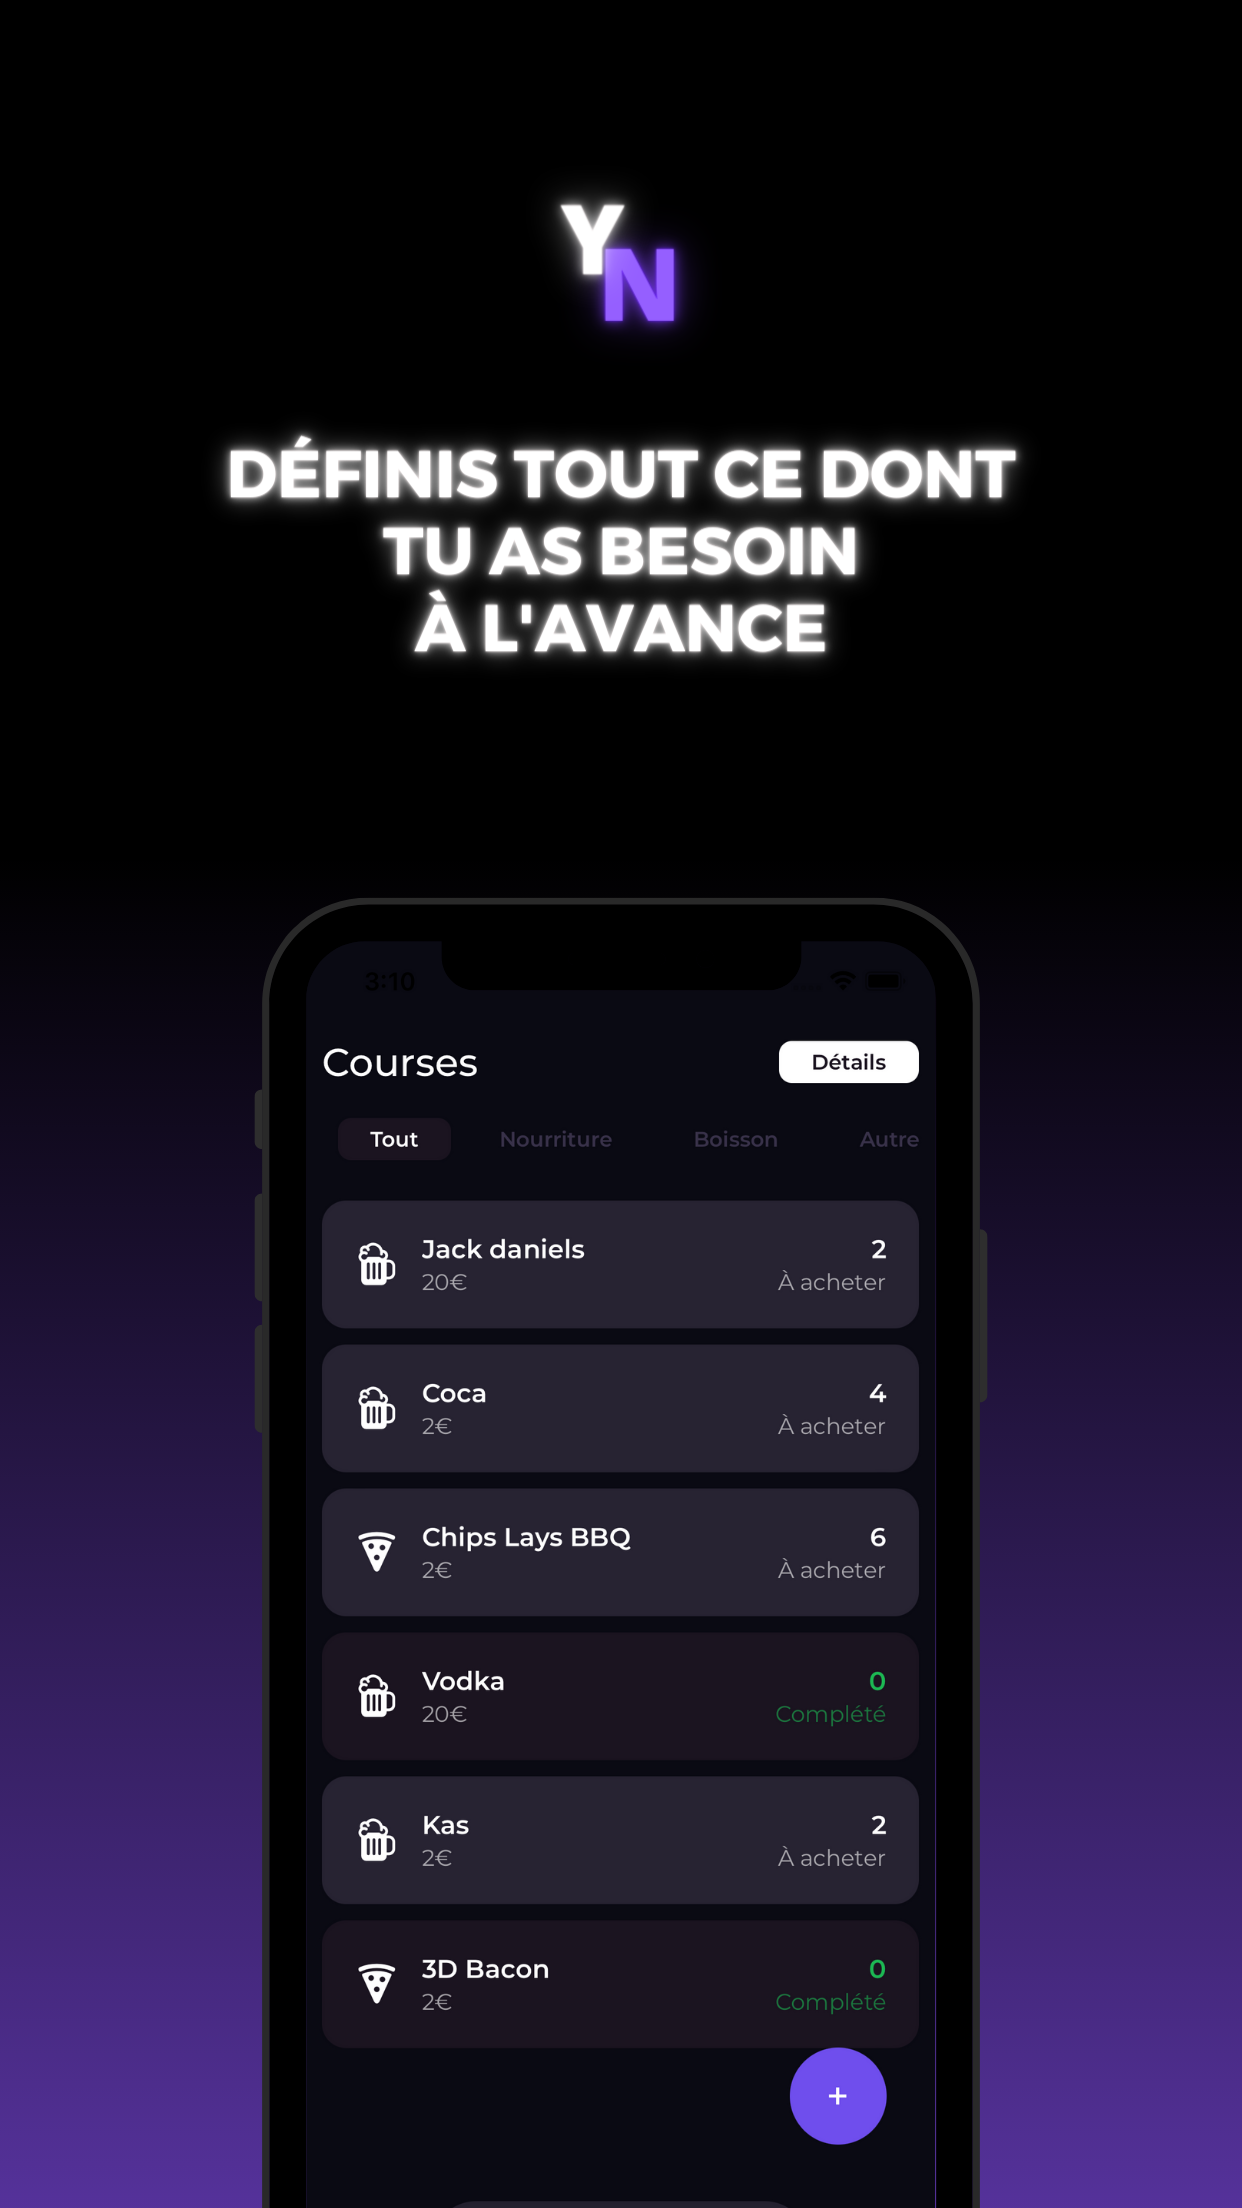 Y
N
DÉFINIS TOUT CE DONT
TU AS BESOIN
À L'AVANCE
3:10
Courses
Détails
Tout Nourriture Boisson Autre
Jack daniels 2
20€ À acheter
Coca 4
2€ À acheter
Chips Lays BBQ 6
2€ À acheter
Vodka 0
20€ Complété
Kas 2
2€ À acheter
3D Bacon 0
2€ Complété
+